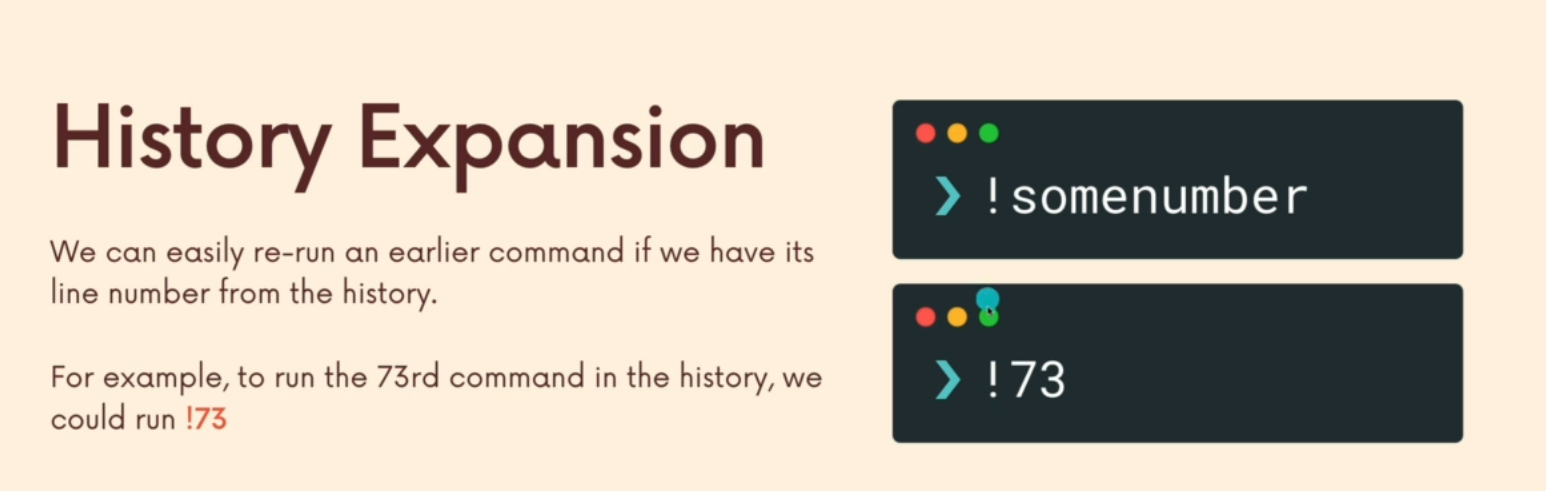 History Expansion
We can easily re-run an earlier command if we have its
line number from the history.
For example, to run the 73rd command in the history, we
could run !73
❯ !somenumber
❯ !73